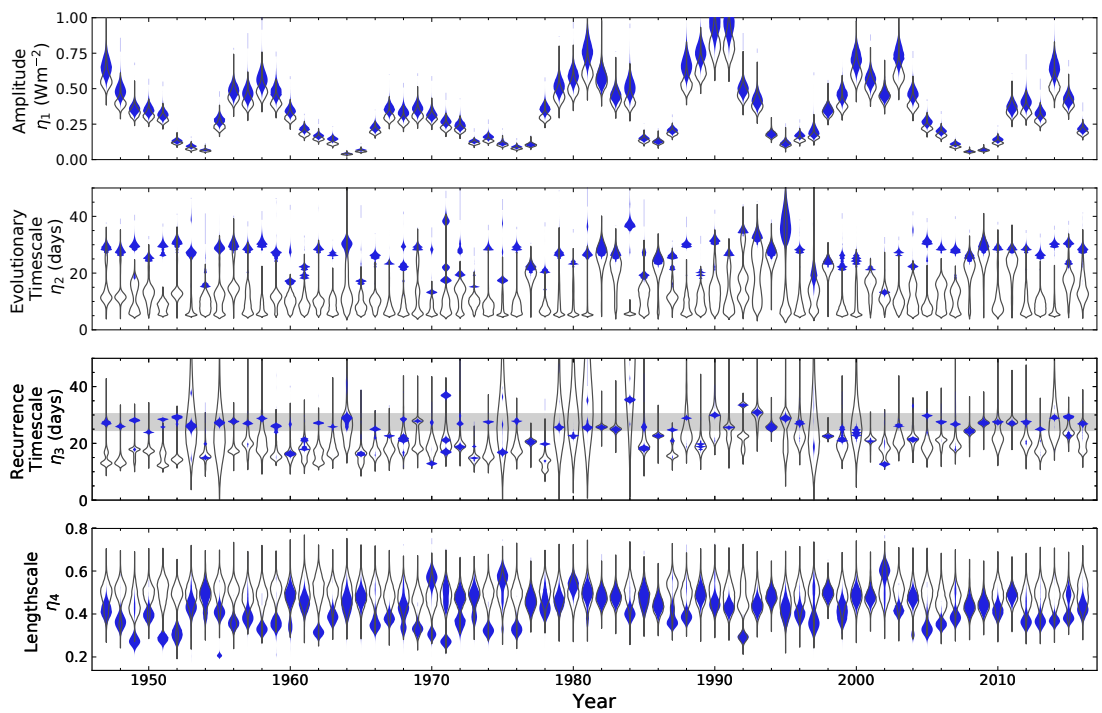 Amplitude
η₁ (Wm⁻²)
1.00
0.75
0.50
0.25
0.00
Evolutionary
Timescale
η₂ (days)
40
20
0
Recurrence
Timescale
η₃ (days)
40
20
0
Lengthscale
η₄
0.8
0.6
0.4
0.2
1950 1960 1970 1980 1990 2000 2010
Year